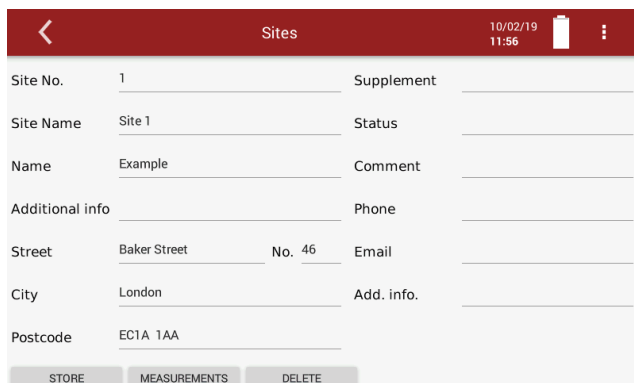 Sites
10/02/19
11:56
Site No. 1 Supplement
Site Name Site 1 Status
Name Example Comment
Additional info Phone
Street Baker Street No. 46 Email
City London Add. info.
Postcode EC1A 1AA
STORE MEASUREMENTS DELETE